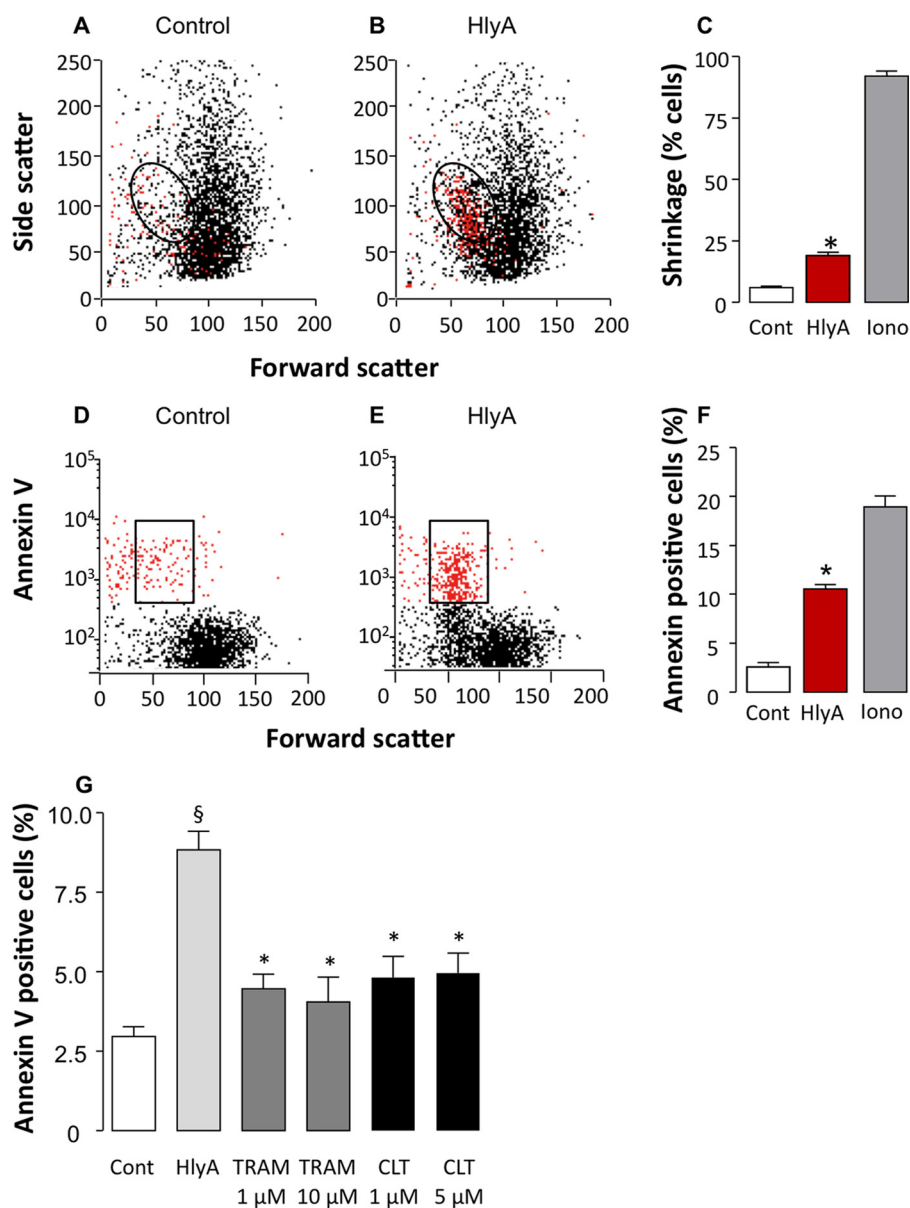 A Control B HlyA C
Side scatter
250
200
150
100
50
0
0 50 100 150 200
250
200
150
100
50
0
0 50 100 150 200
Forward scatter
Shrinkage (% cells)
100
75
50
25
0
*
Cont HlyA Iono
D Control E HlyA F
Annexin V
10⁵
10⁴
10³
10²
0 50 100 150 200
10⁵
10⁴
10³
10²
0 50 100 150 200
Forward scatter
Annexin positive cells (%)
25
20
15
10
5
0
*
Cont HlyA Iono
G
Annexin V positive cells (%)
10.0
7.5
5.0
2.5
0
§
* * * *
Cont HlyA TRAM TRAM CLT CLT
1 µM 10 µM 1 µM 5 µM